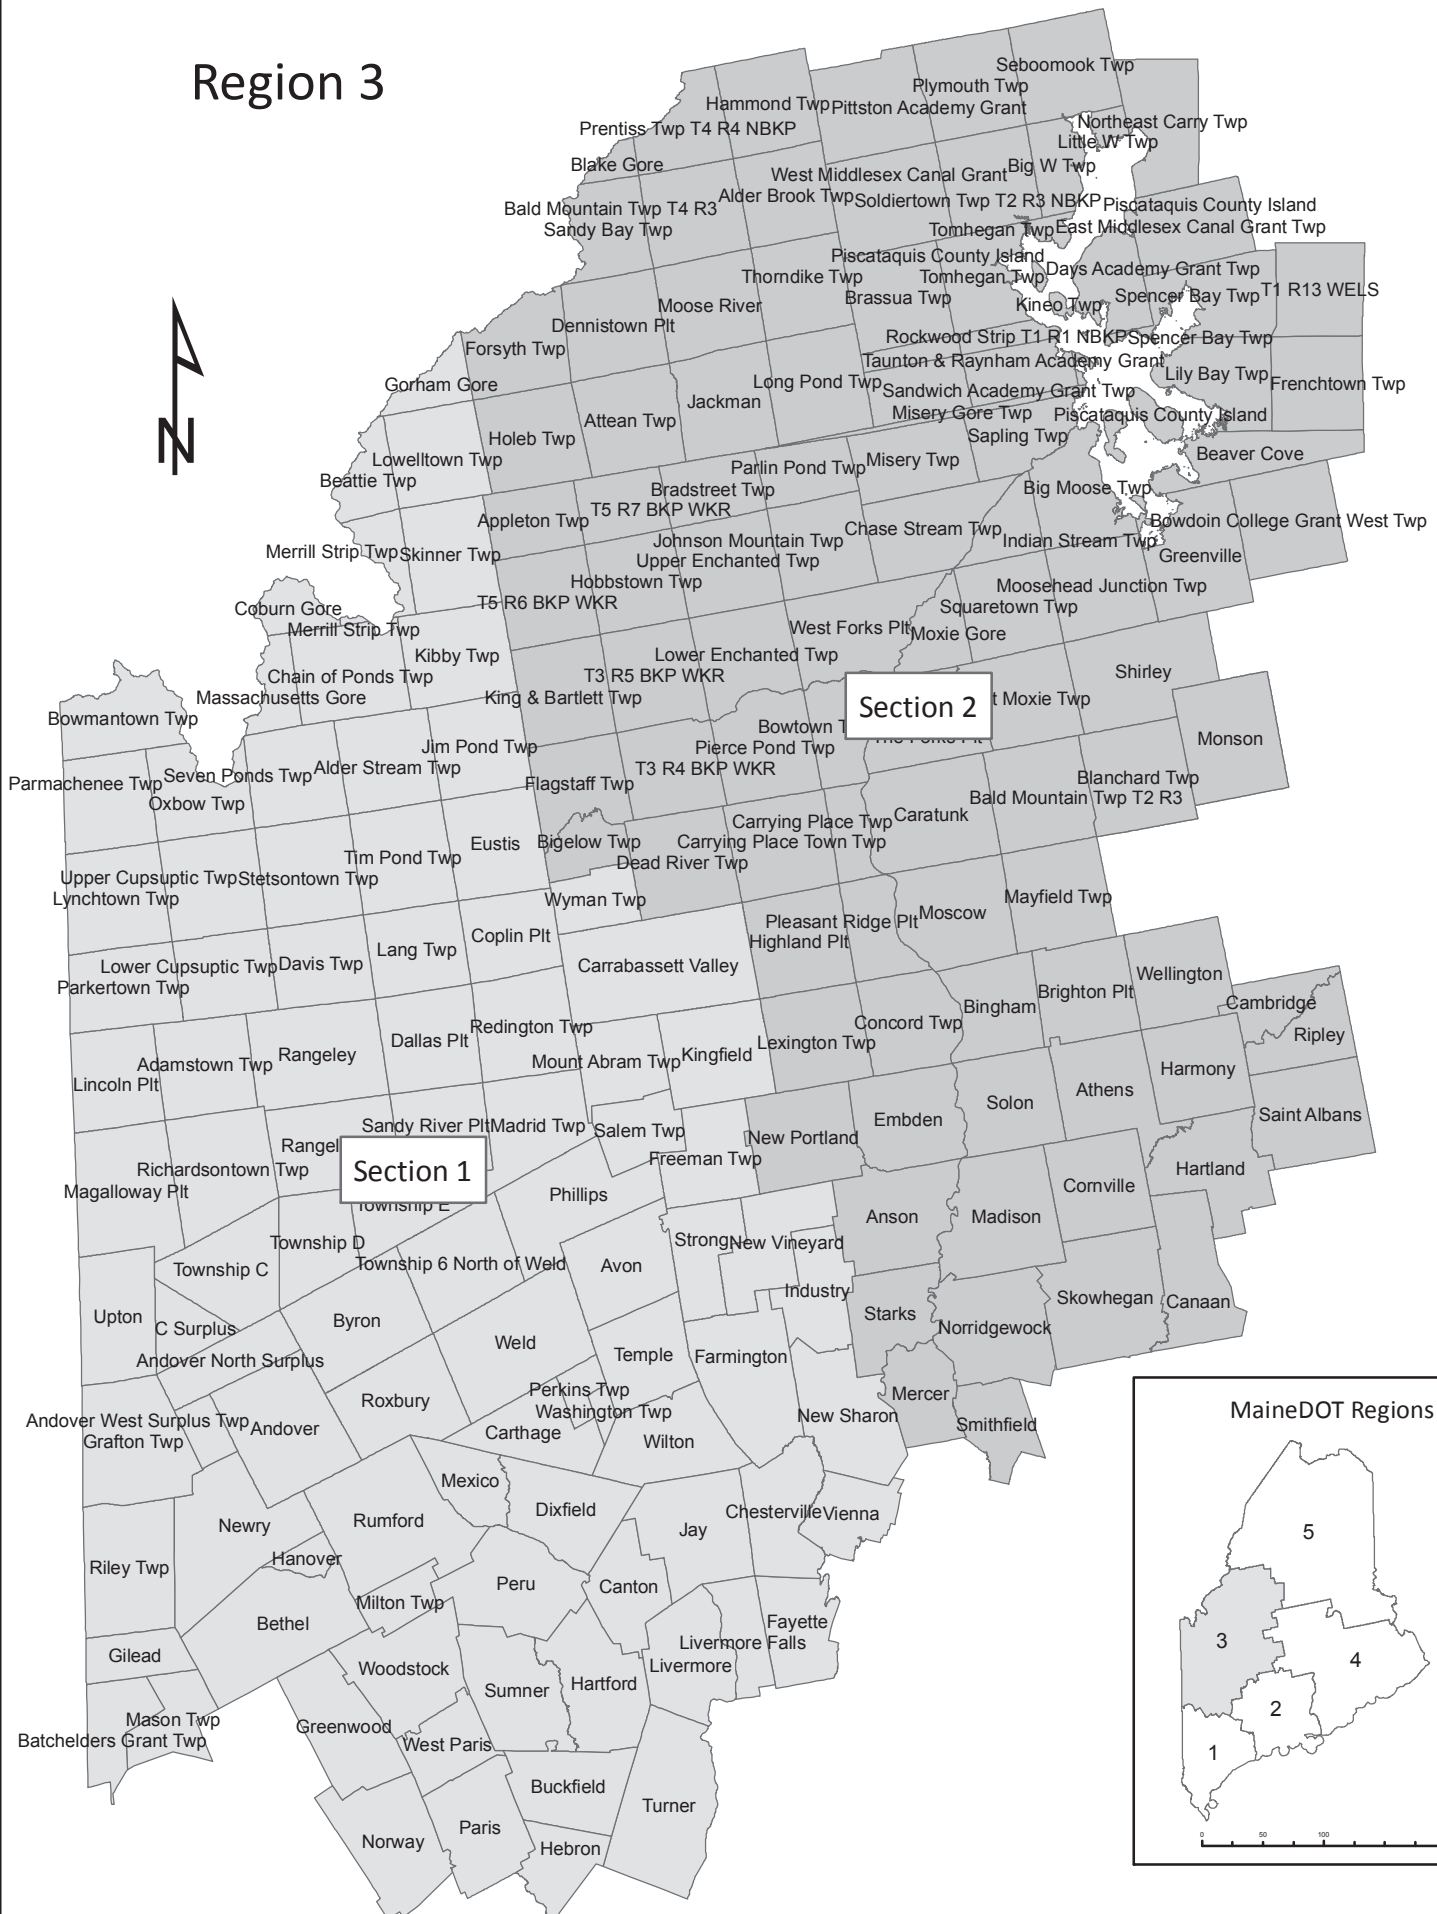 Region 3
Seboomook Twp
Plymouth Twp
Hammond Twp
Pittston Academy Grant
Prentiss Twp T4 R4 NBKP
Northeast Carry Twp
Little W Twp
Blake Gore
Big W Twp
West Middlesex Canal Grant
Alder Brook Twp
Soldiertown Twp T2 R3 NBKP
Piscataquis County Island
Bald Mountain Twp T4 R3
Sandy Bay Twp
Tomhegan Twp
East Middlesex Canal Grant Twp
Piscataquis County Island
Days Academy Grant Twp
Thorndike Twp
Tomhegan Twp
T1 R13 WELS
Brassua Twp
Spencer Bay Twp
Moose River
Kineo Twp
Dennistown Plt
Rockwood Strip T1 R1 NBKP
Spencer Bay Twp
Forsyth Twp
Taunton & Raynham Academy Grant
Lily Bay Twp
Gorham Gore
Long Pond Twp
Frenchtown Twp
Sandwich Academy Grant Twp
Jackman
Misery Gore Twp
Piscataquis County Island
Attean Twp
Holeb Twp
Sapling Twp
Beaver Cove
Lowelltown Twp
Parlin Pond Twp
Misery Twp
Beattie Twp
Bradstreet Twp
Big Moose Twp
T5 R7 BKP WKR
Appleton Twp
Chase Stream Twp
Bowdoin College Grant West Twp
Johnson Mountain Twp
Indian Stream Twp
Merrill Strip Twp
Skinner Twp
Upper Enchanted Twp
Greenville
Hobbstown Twp
Moosehead Junction Twp
T5 R6 BKP WKR
Squaretown Twp
Coburn Gore
Merrill Strip Twp
West Forks Plt
Moxie Gore
Kibby Twp
Lower Enchanted Twp
Shirley
Chain of Ponds Twp
T3 R5 BKP WKR
Massachusetts Gore
King & Bartlett Twp
Section 2
t Moxie Twp
Bowmantown Twp
Bowtown T
Monson
Jim Pond Twp
Pierce Pond Twp
Alder Stream Twp
T3 R4 BKP WKR
Seven Ponds Twp
Blanchard Twp
Parmachenee Twp
Flagstaff Twp
Oxbow Twp
Bald Mountain Twp T2 R3
Caratunk
Carrying Place Twp
Eustis
Bigelow Twp
Carrying Place Town Twp
Tim Pond Twp
Dead River Twp
Upper Cupsuptic Twp
Stetsontown Twp
Lynchtown Twp
Wyman Twp
Mayfield Twp
Moscow
Pleasant Ridge Plt
Coplin Plt
Highland Plt
Lang Twp
Lower Cupsuptic Twp
Davis Twp
Carrabassett Valley
Wellington
Parkertown Twp
Brighton Plt
Cambridge
Bingham
Redington Twp
Concord Twp
Ripley
Dallas Plt
Lexington Twp
Rangeley
Adamstown Twp
Mount Abram Twp
Kingfield
Harmony
Lincoln Plt
Athens
Solon
Saint Albans
Embden
Sandy River Plt
Madrid Twp
Salem Twp
New Portland
Rangel
Freeman Twp
Section 1
Richardsontown Twp
Hartland
Magalloway Plt
Phillips
Cornville
Township E
Anson
Madison
Township D
Strong
New Vineyard
Township C
Township 6 North of Weld
Avon
Industry
Skowhegan
Canaan
Upton
Byron
Starks
C Surplus
Norridgewock
Weld
Andover North Surplus
Temple
Farmington
Perkins Twp
Mercer
Roxbury
Washington Twp
New Sharon
Andover West Surplus Twp
Andover
Carthage
Smithfield
Grafton Twp
Wilton
Mexico
Dixfield
Chesterville
Vienna
Newry
Rumford
Jay
Hanover
Riley Twp
Peru
Canton
Milton Twp
Bethel
Fayette
Gilead
Livermore Falls
Woodstock
Livermore
Sumner
Hartford
Mason Twp
Greenwood
Batchelders Grant Twp
West Paris
Buckfield
Turner
Paris
Norway
Hebron
MaineDOT Regions
5
3
4
2
1
0 50 100